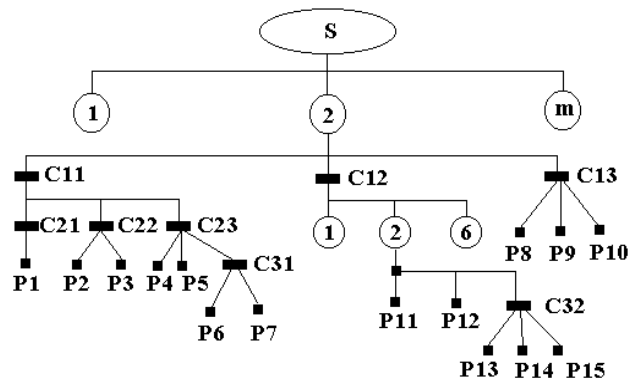 S
1 2 m
C11 C12 C13
C21 C22 C23 1 2 6 P8 P9 P10
P1 P2 P3 P4 P5 C31
P6 P7 P11 P12 C32
P13 P14 P15